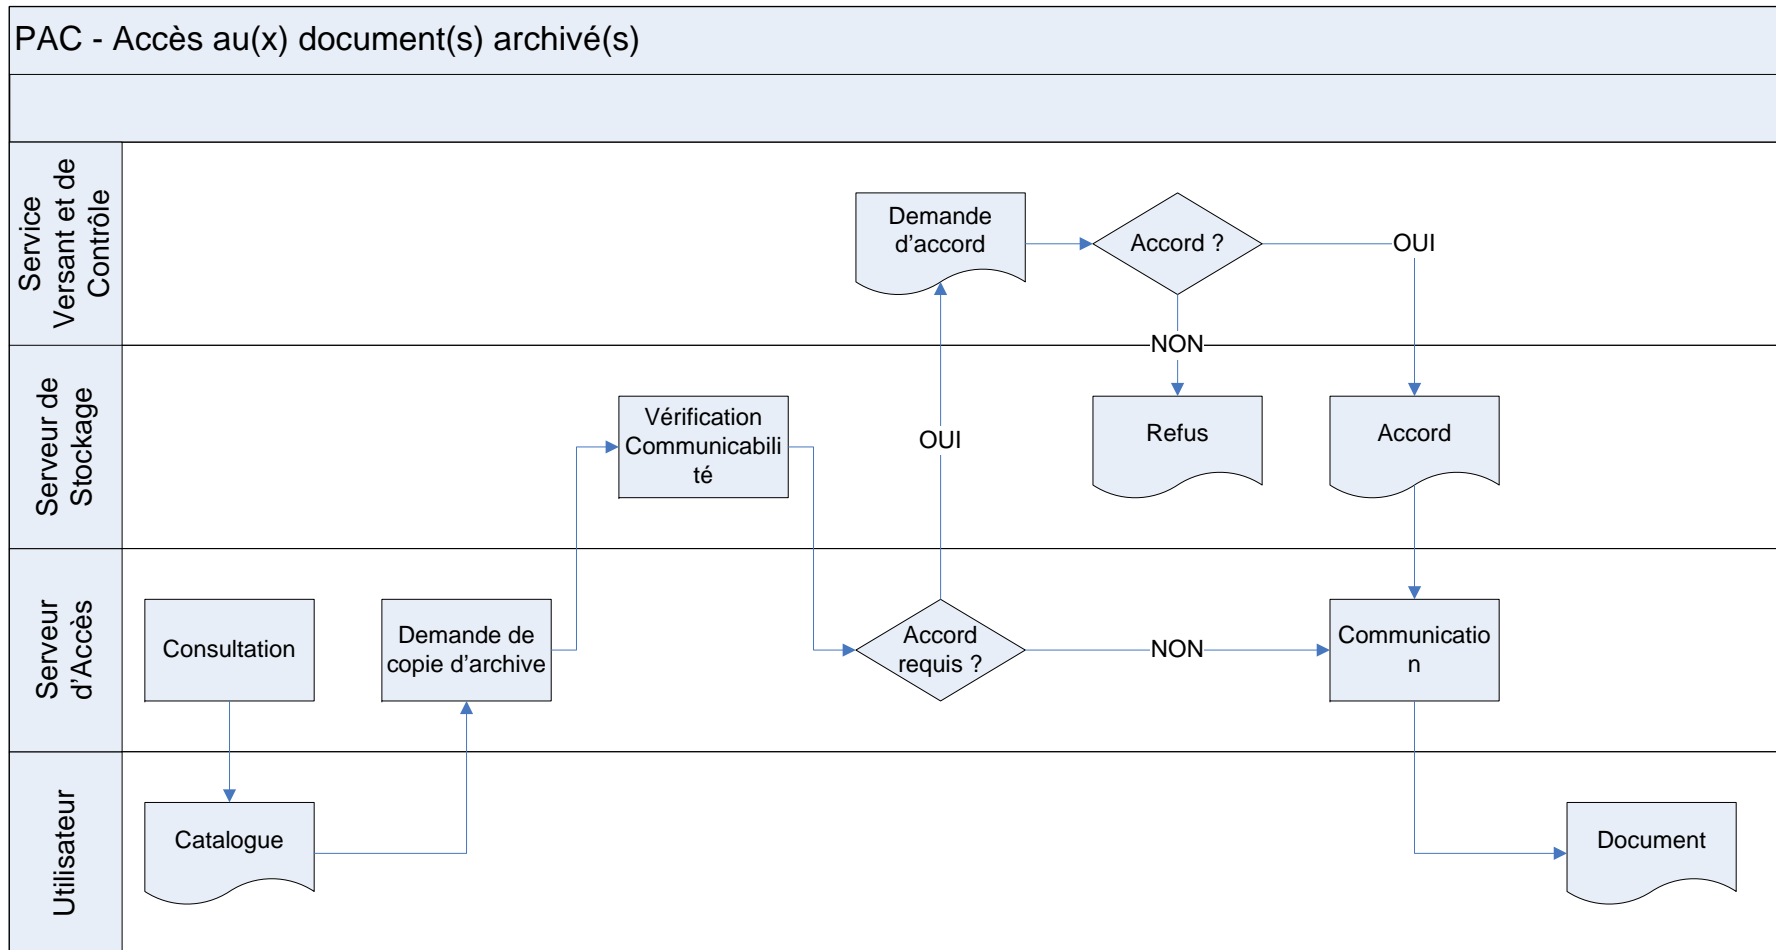 PAC - Accès au(x) document(s) archivé(s)
Service
Versant et de
Contrôle
Demande
d’accord
Accord ?
OUI
NON
Serveur de
Stockage
Vérification
Communicabili
té
OUI
Refus
Accord
Serveur
d’Accès
Consultation
Demande de
copie d’archive
Accord
requis ?
NON
Communicatio
n
Utilisateur
Catalogue
Document